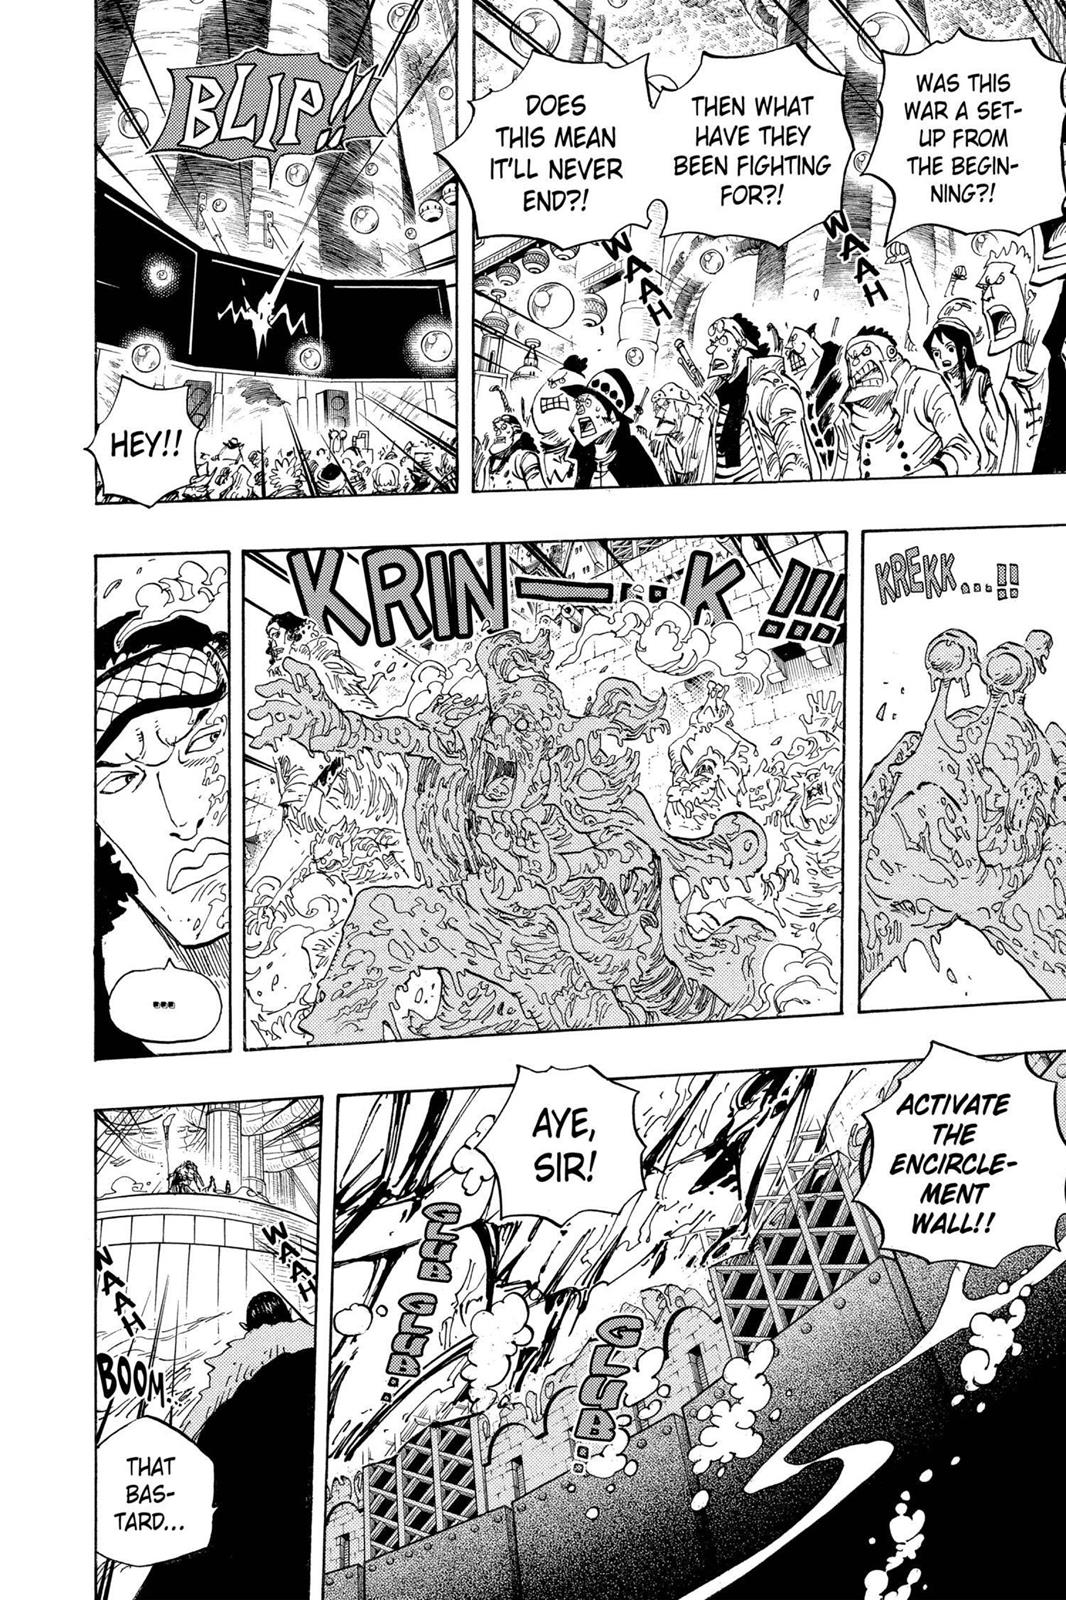 WAS THIS
WAR A SET-
UP FROM
THE BEGIN-
NING?!
THEN WHAT
HAVE THEY
BEEN FIGHTING
FOR?!
DOES
THIS MEAN
IT'LL NEVER
END?!
WAAH
WAAH
BLIP!!
HEY!!
KREKK...!!
KRIN—...K!!!
...
ACTIVATE
THE
ENCIRCLE-
MENT
WALL!!
AYE,
SIR!
GLUB
GLUB...
GLUB...
WAAH
WAAH
BOOM...
THAT
BAS-
TARD...